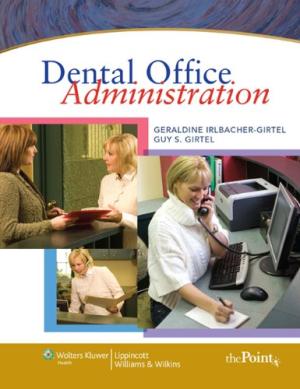 Dental Office
Administration
GERALDINE IRLBACHER-GIRTEL
GUY S. GIRTEL
Wolters Kluwer
Health
Lippincott
Williams & Wilkins
thePoint